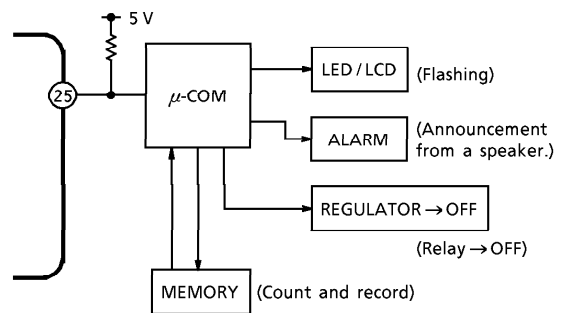 5 V
25
μ-COM
LED / LCD
(Flashing)
ALARM
(Announcement
from a speaker.)
REGULATOR → OFF
(Relay → OFF)
MEMORY
(Count and record)